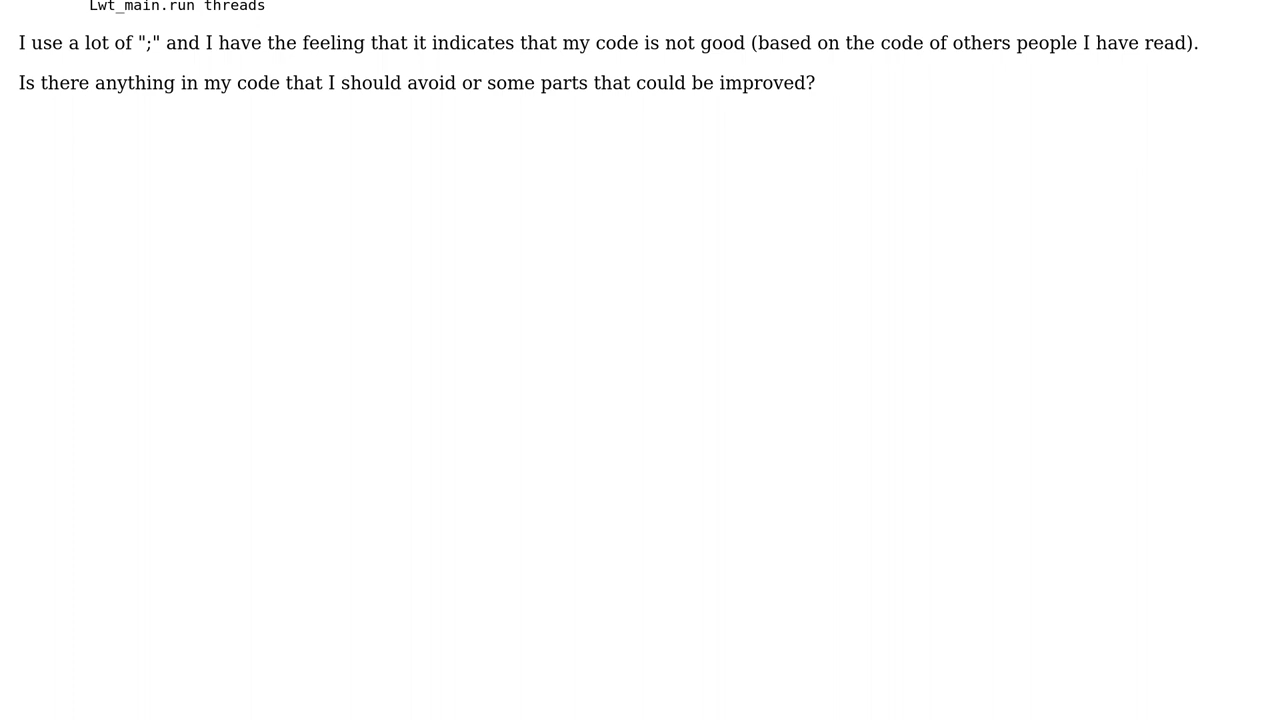 Lwt_main.run threads
I use a lot of ";" and I have the feeling that it indicates that my code is not good (based on the code of others people I have read).
Is there anything in my code that I should avoid or some parts that could be improved?